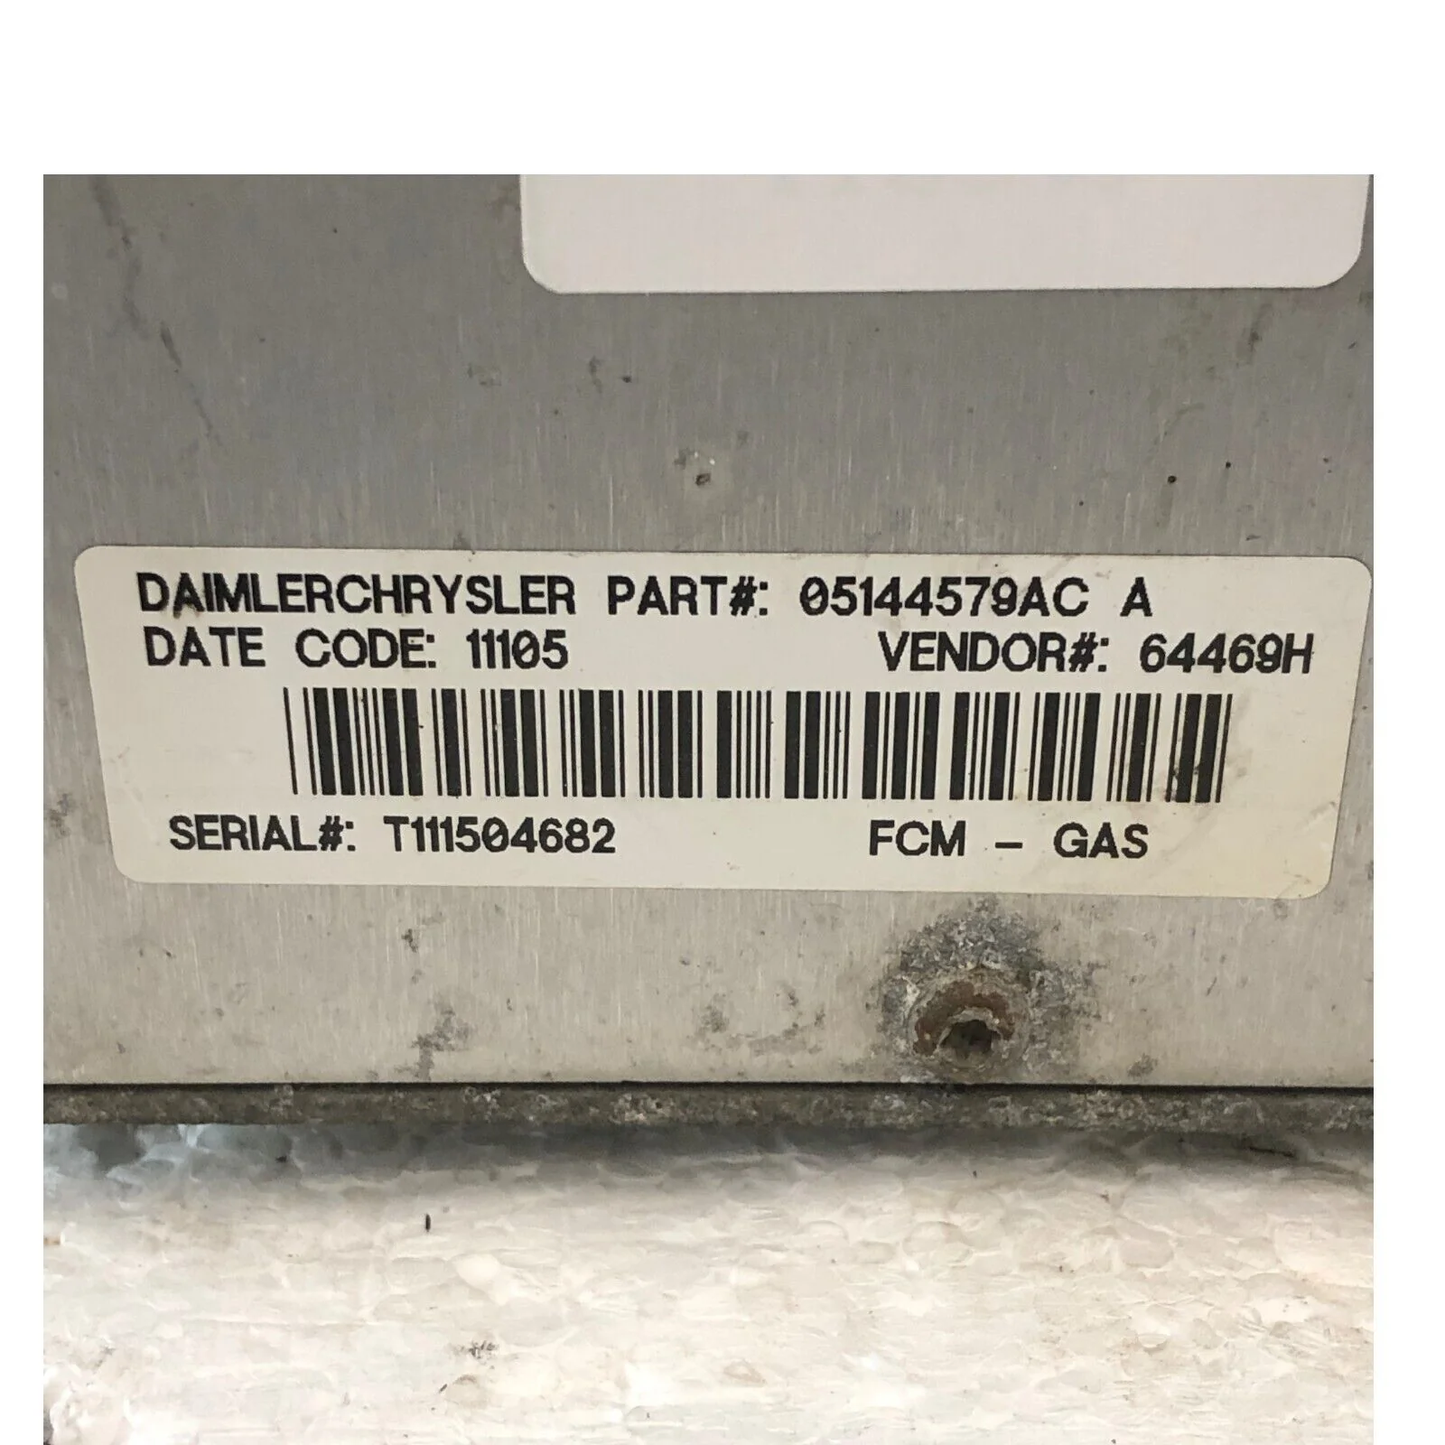 DAIMLERCHRYSLER PART#: 05144579AC A
DATE CODE: 11105 VENDOR#: 64469H
SERIAL#: T111504682 FCM - GAS